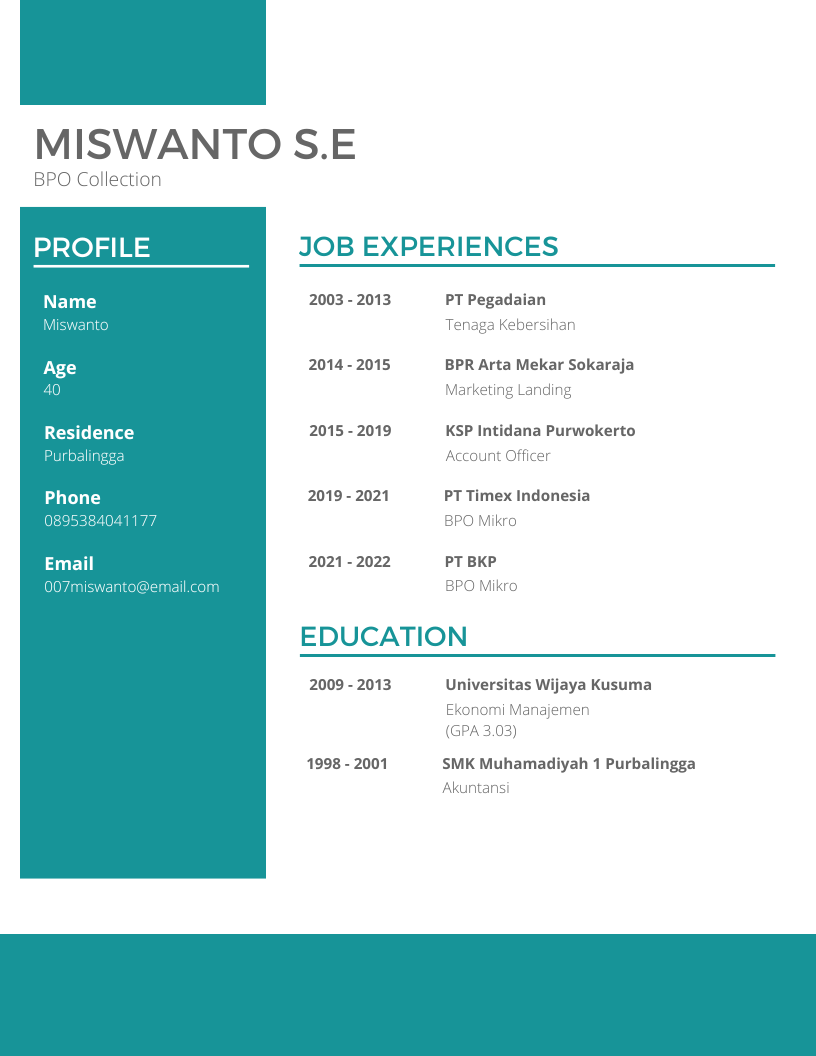 MISWANTO S.E
BPO Collection
PROFILE
Name
Miswanto
Age
40
Residence
Purbalingga
Phone
0895384041177
Email
007miswanto@email.com
JOB EXPERIENCES
2003 - 2013 PT Pegadaian
Tenaga Kebersihan
2014 - 2015 BPR Arta Mekar Sokaraja
Marketing Landing
2015 - 2019 KSP Intidana Purwokerto
Account Officer
2019 - 2021 PT Timex Indonesia
BPO Mikro
2021 - 2022 PT BKP
BPO Mikro
EDUCATION
2009 - 2013 Universitas Wijaya Kusuma
Ekonomi Manajemen
(GPA 3.03)
1998 - 2001 SMK Muhamadiyah 1 Purbalingga
Akuntansi